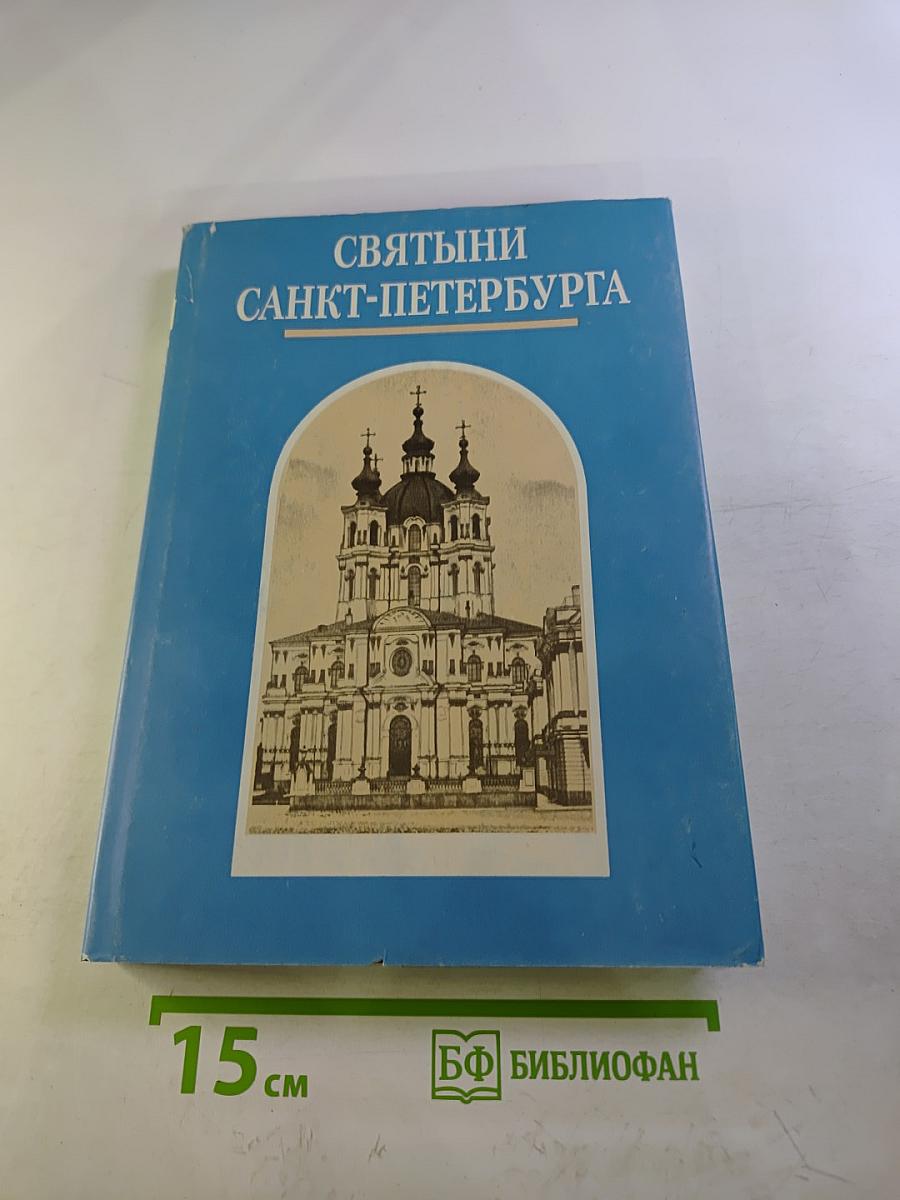 СВЯТЫНИ
САНКТ-ПЕТЕРБУРГА
15 см
БФ БИБЛИОФАН